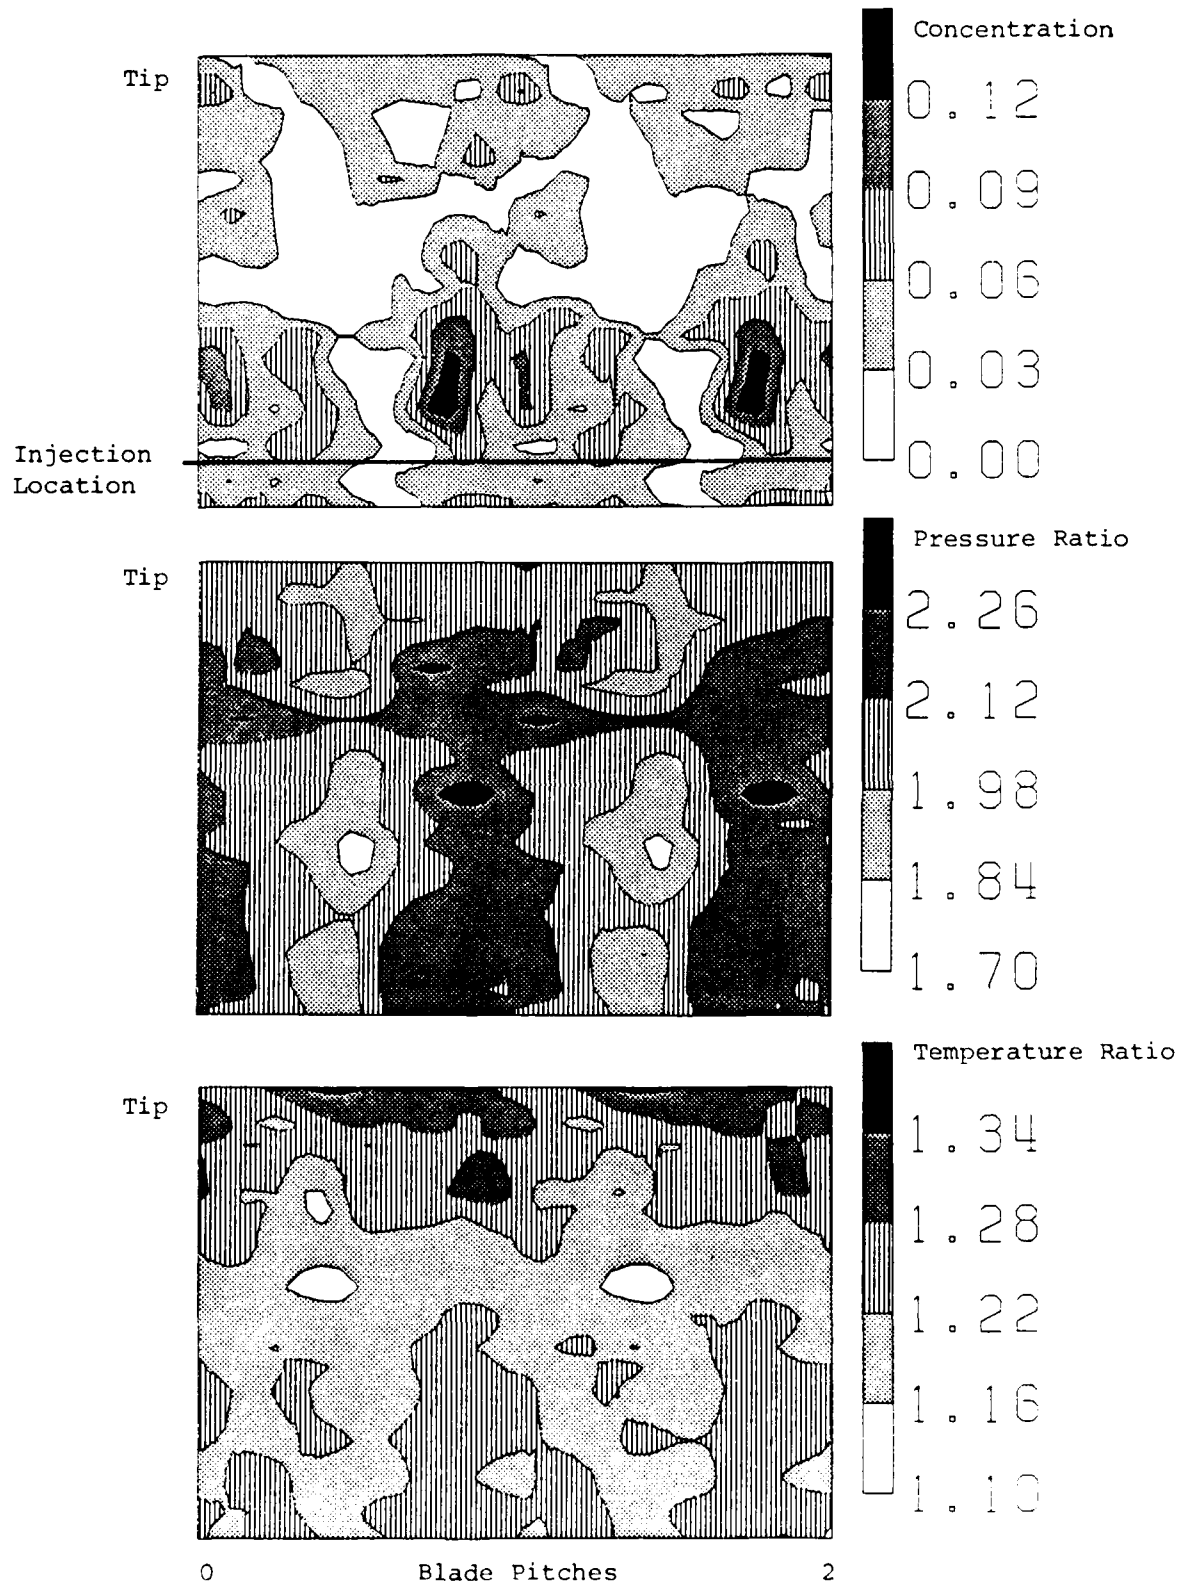 Concentration
Tip
0.12
0.09
0.06
0.03
Injection
Location
0.00
Pressure Ratio
Tip
2.26
2.12
1.98
1.84
1.70
Temperature Ratio
Tip
1.34
1.28
1.22
1.16
1.10
0 Blade Pitches 2